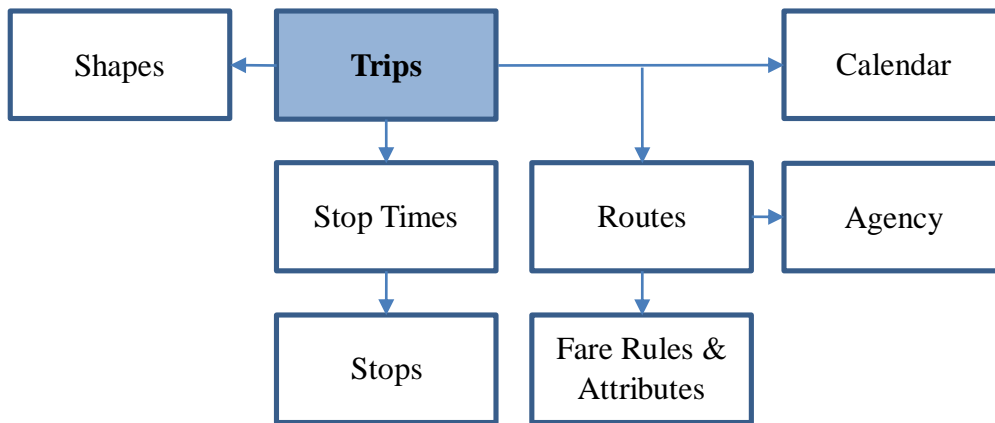 Shapes
Trips
Calendar
Stop Times
Routes
Agency
Stops
Fare Rules &
Attributes